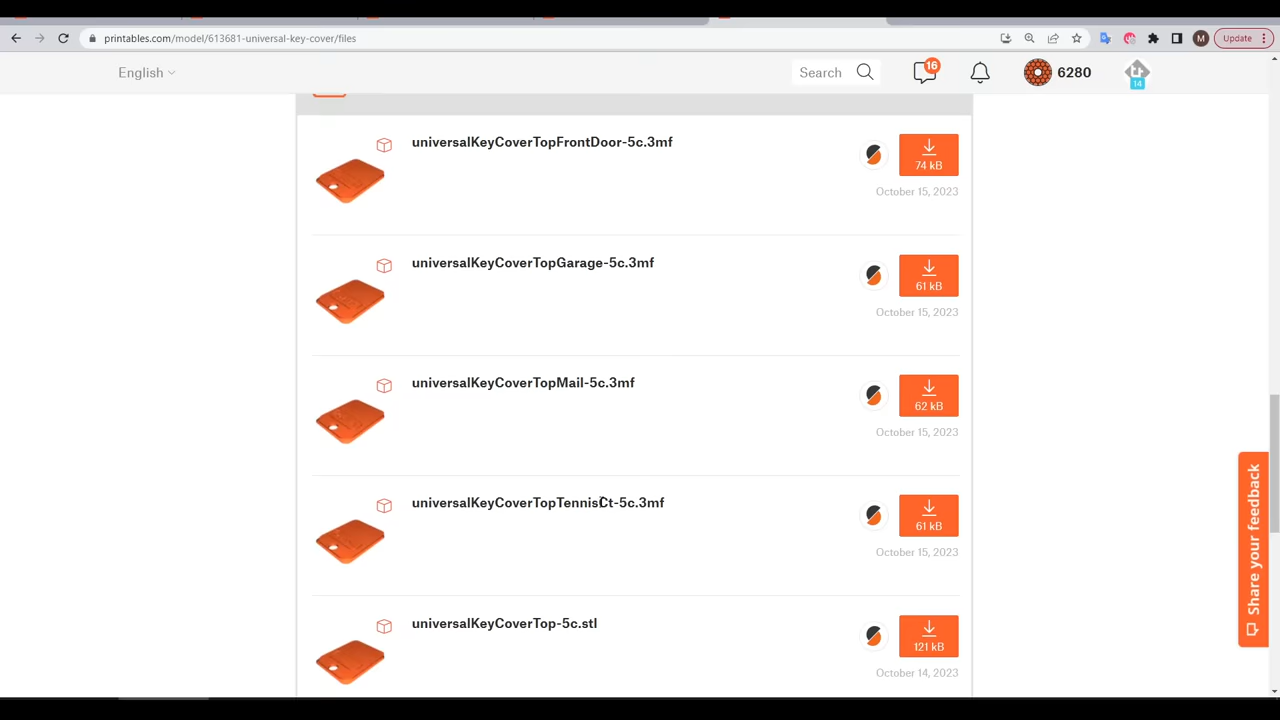 printables.com/model/613681-universal-key-cover/files
M
Update
English
Search
16
6280
14
universalKeyCoverTopFrontDoor-5c.3mf
74 kB
October 15, 2023
universalKeyCoverTopGarage-5c.3mf
61 kB
October 15, 2023
universalKeyCoverTopMail-5c.3mf
62 kB
October 15, 2023
universalKeyCoverTopTennisCt-5c.3mf
61 kB
October 15, 2023
universalKeyCoverTop-5c.stl
121 kB
October 14, 2023
Share your feedback